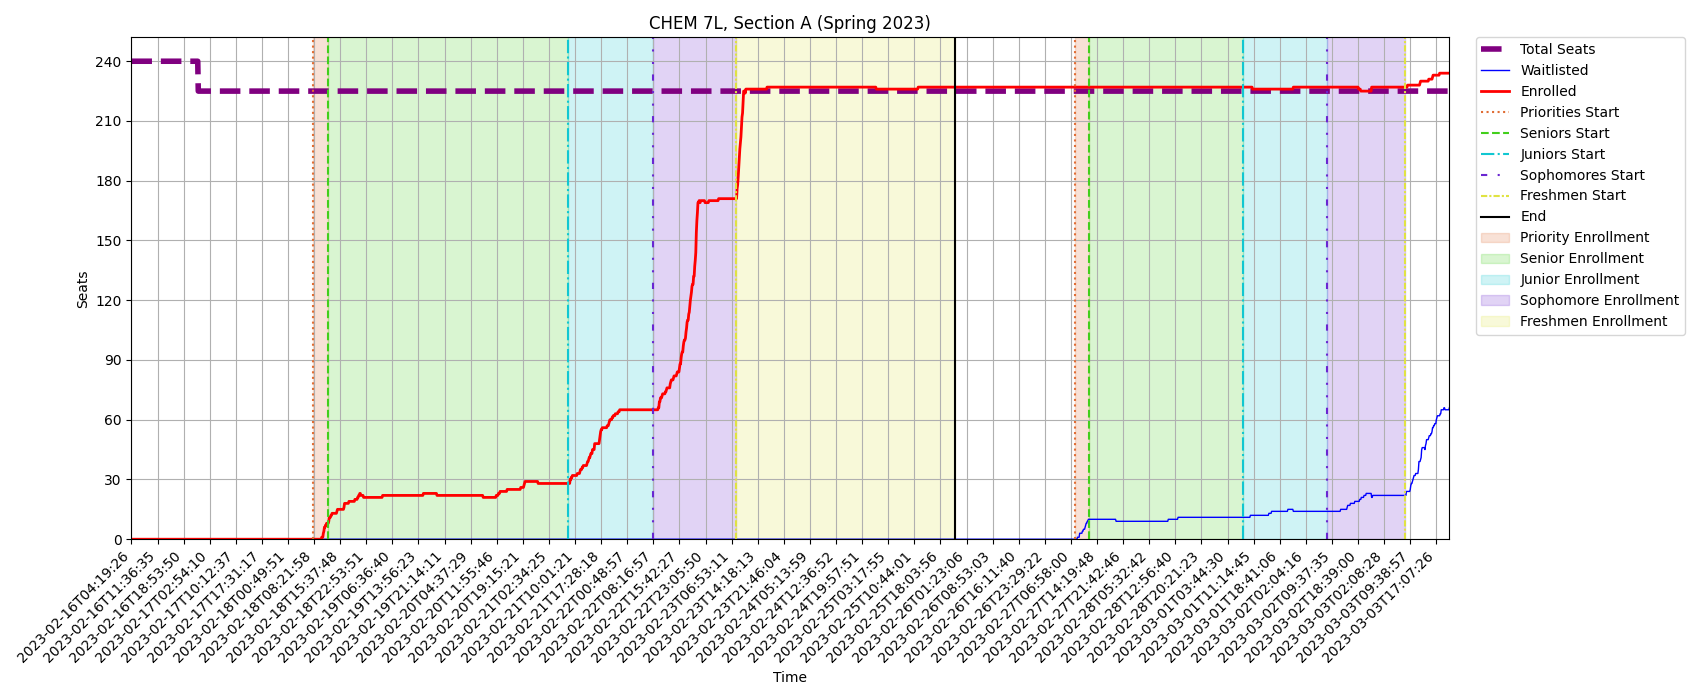 CHEM 7L, Section A (Spring 2023)
Seats
240
210
180
150
120
90
60
30
0
2023-02-16T04:19:26
2023-02-16T11:36:35
2023-02-16T18:53:50
2023-02-17T02:54:10
2023-02-17T10:12:37
2023-02-17T17:31:17
2023-02-18T00:49:51
2023-02-18T08:21:58
2023-02-18T15:37:48
2023-02-18T22:53:51
2023-02-19T06:36:40
2023-02-19T13:56:23
2023-02-19T21:14:11
2023-02-20T04:37:29
2023-02-20T11:55:46
2023-02-20T19:15:21
2023-02-21T02:34:25
2023-02-21T10:01:21
2023-02-21T17:28:18
2023-02-22T00:48:57
2023-02-22T08:16:57
2023-02-22T15:42:27
2023-02-22T23:05:50
2023-02-23T06:53:11
2023-02-23T14:18:13
2023-02-23T21:46:04
2023-02-24T05:13:59
2023-02-24T12:36:52
2023-02-24T19:57:51
2023-02-25T03:17:55
2023-02-25T10:44:01
2023-02-25T18:03:56
2023-02-26T01:23:06
2023-02-26T08:53:03
2023-02-26T16:11:40
2023-02-26T23:29:22
2023-02-27T06:58:00
2023-02-27T14:19:48
2023-02-27T21:42:46
2023-02-28T05:32:42
2023-02-28T12:56:40
2023-02-28T20:21:23
2023-03-01T03:44:30
2023-03-01T11:14:45
2023-03-01T18:41:06
2023-03-02T02:04:16
2023-03-02T09:37:35
2023-03-02T18:39:00
2023-03-03T02:08:28
2023-03-03T09:38:57
2023-03-03T17:07:26
Time
Total Seats
Waitlisted
Enrolled
Priorities Start
Seniors Start
Juniors Start
Sophomores Start
Freshmen Start
End
Priority Enrollment
Senior Enrollment
Junior Enrollment
Sophomore Enrollment
Freshmen Enrollment